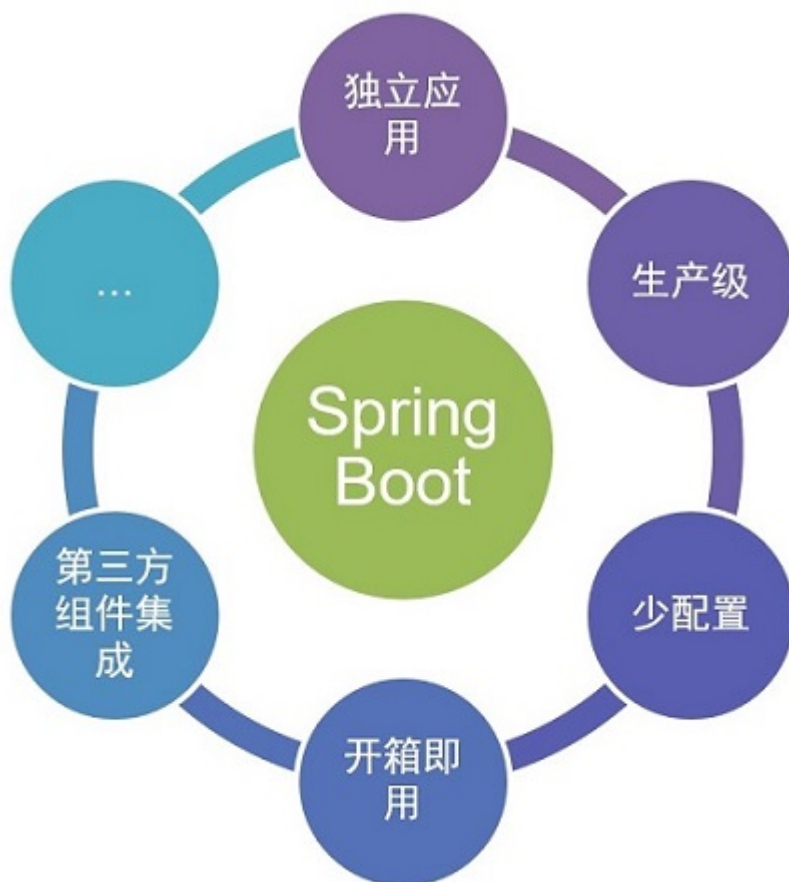 独立应
用
生产级
少配置
开箱即
用
第三方
组件集
成
...
Spring
Boot